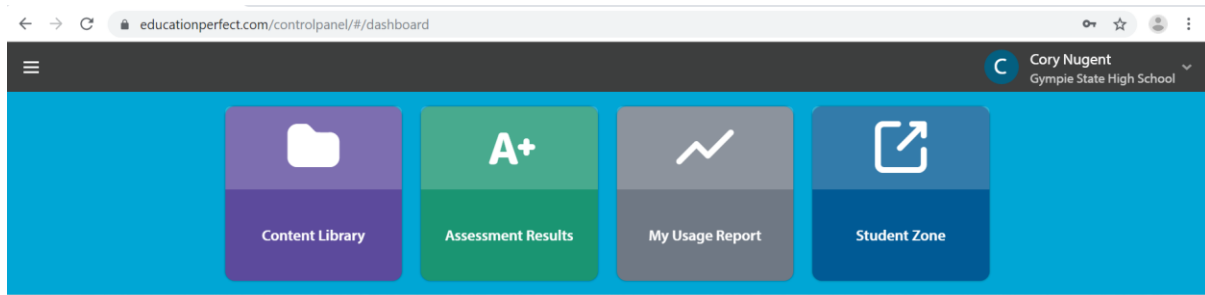 educationperfect.com/controlpanel/#/dashboard
C
Cory Nugent
Gympie State High School
A+
Content Library
Assessment Results
My Usage Report
Student Zone